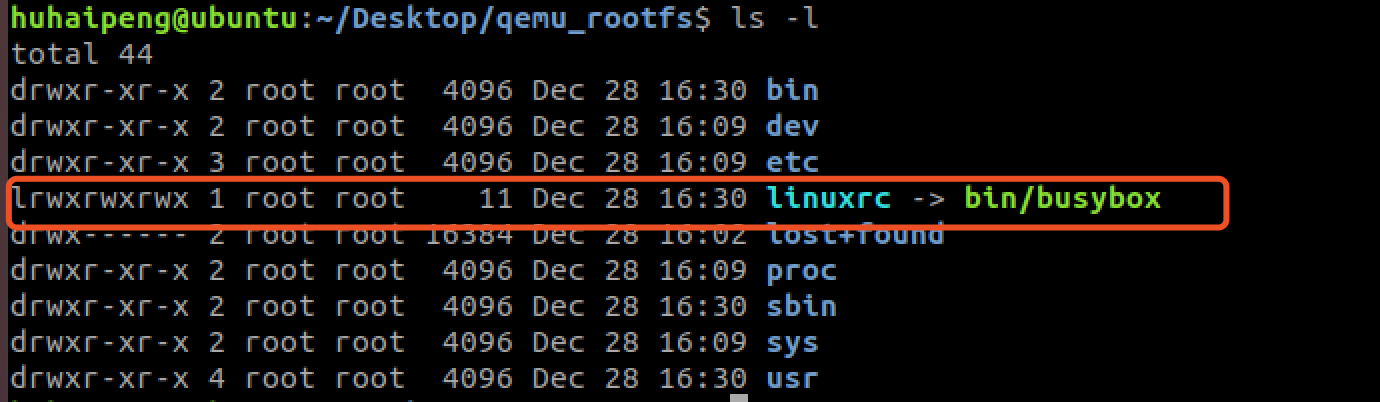 huhaipeng@ubuntu:~/Desktop/qemu_rootfs$ ls -l
total 44
drwxr-xr-x 2 root root  4096 Dec 28 16:30 bin
drwxr-xr-x 2 root root  4096 Dec 28 16:09 dev
drwxr-xr-x 3 root root  4096 Dec 28 16:09 etc
lrwxrwxrwx 1 root root    11 Dec 28 16:30 linuxrc -> bin/busybox
drwx------ 2 root root 16384 Dec 28 16:02 lost+found
drwxr-xr-x 2 root root  4096 Dec 28 16:09 proc
drwxr-xr-x 2 root root  4096 Dec 28 16:30 sbin
drwxr-xr-x 2 root root  4096 Dec 28 16:09 sys
drwxr-xr-x 4 root root  4096 Dec 28 16:30 usr